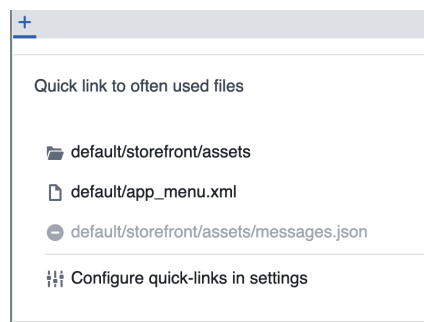 Quick link to often used files
default/storefront/assets
default/app_menu.xml
default/storefront/assets/messages.json
Configure quick-links in settings